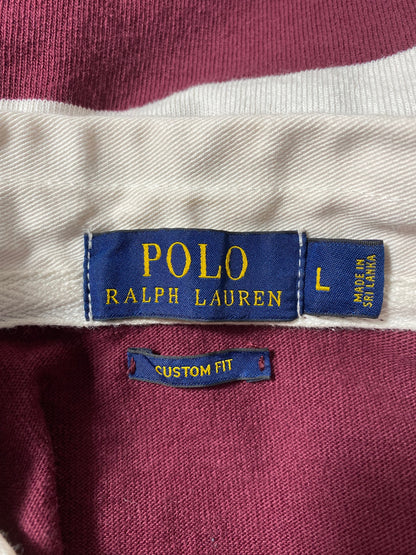 POLO
RALPH LAUREN
L
MADE IN
SRI LANKA
CUSTOM FIT